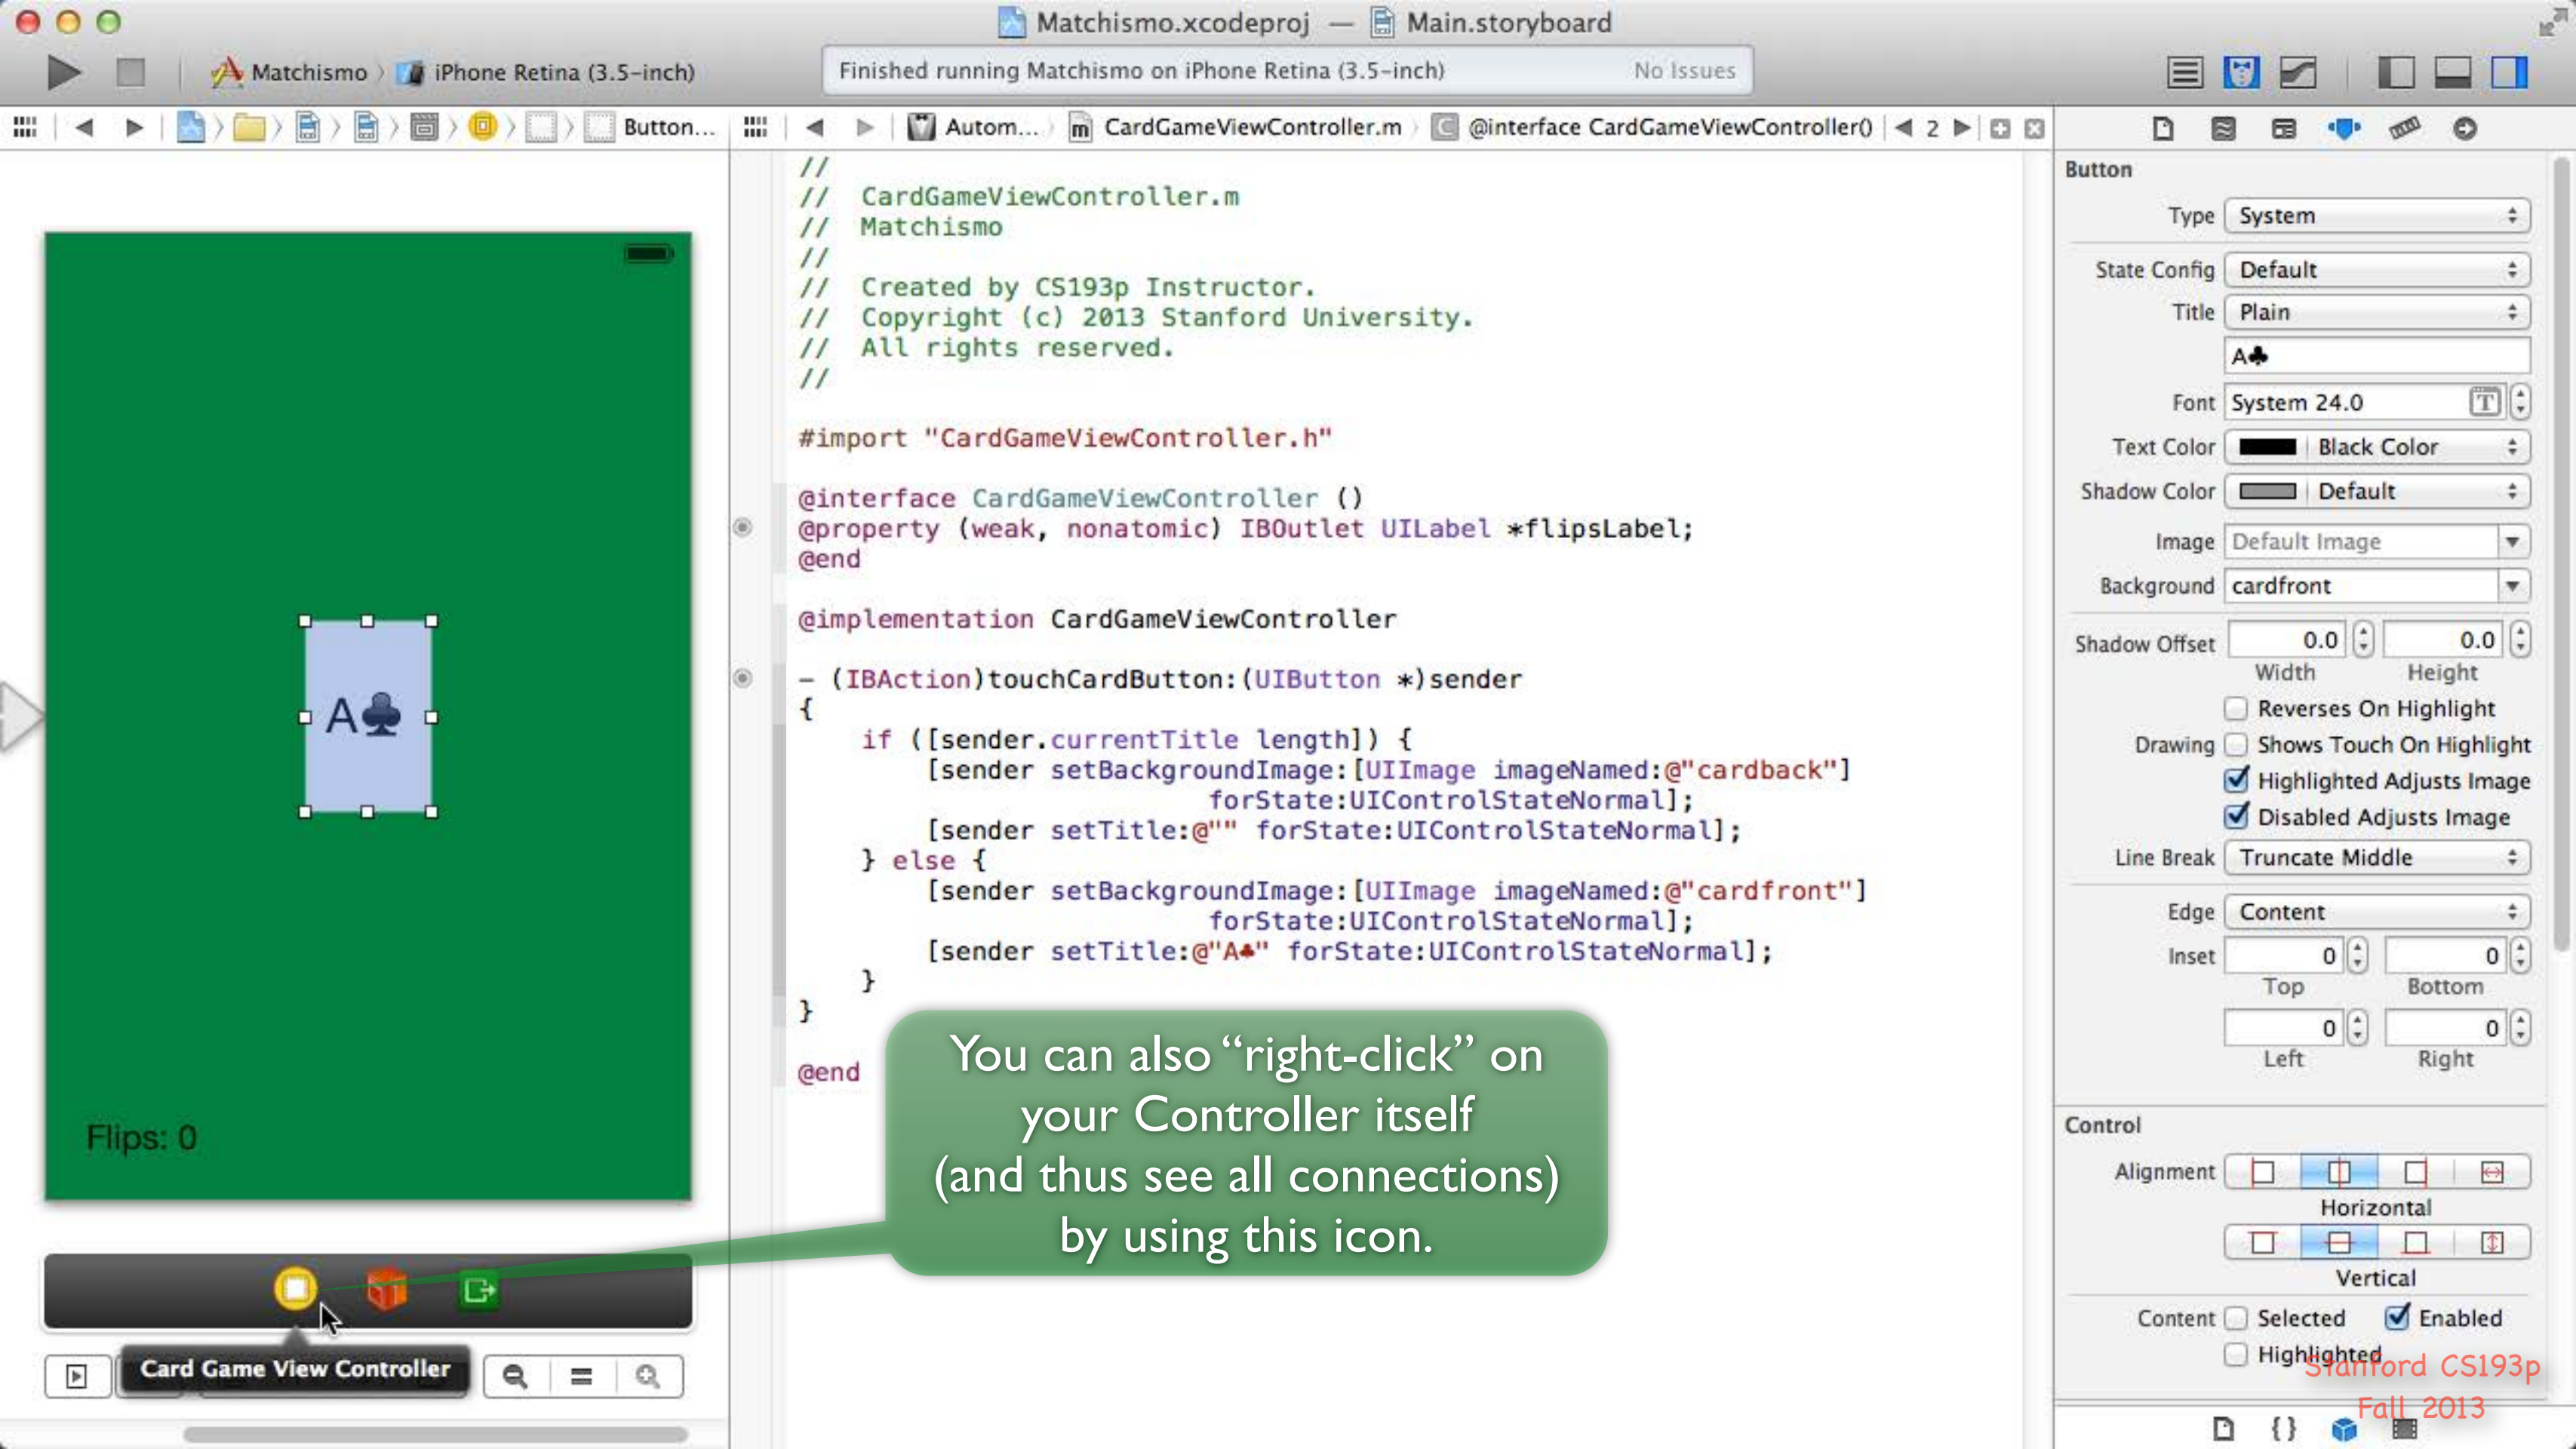 Matchismo.xcodeproj — Main.storyboard
Matchismo iPhone Retina (3.5-inch)
Finished running Matchismo on iPhone Retina (3.5-inch) No Issues
Button...
Autom... CardGameViewController.m @interface CardGameViewController() 2
//
// CardGameViewController.m
// Matchismo
//
// Created by CS193p Instructor.
// Copyright (c) 2013 Stanford University.
// All rights reserved.
//
#import "CardGameViewController.h"
@interface CardGameViewController ()
@property (weak, nonatomic) IBOutlet UILabel *flipsLabel;
@end
@implementation CardGameViewController
- (IBAction)touchCardButton:(UIButton *)sender
{
if ([sender.currentTitle length]) {
[sender setBackgroundImage:[UIImage imageNamed:@"cardback"]
forState:UIControlStateNormal];
[sender setTitle:@"" forState:UIControlStateNormal];
} else {
[sender setBackgroundImage:[UIImage imageNamed:@"cardfront"]
forState:UIControlStateNormal];
[sender setTitle:@"A♣" forState:UIControlStateNormal];
}
}
@end
A♣
Flips: 0
Card Game View Controller
You can also “right-click” on
your Controller itself
(and thus see all connections)
by using this icon.
Button
Type System
State Config Default
Title Plain
A♣
Font System 24.0
Text Color Black Color
Shadow Color Default
Image Default Image
Background cardfront
Shadow Offset 0.0 0.0
Width Height
Reverses On Highlight
Drawing Shows Touch On Highlight
Highlighted Adjusts Image
Disabled Adjusts Image
Line Break Truncate Middle
Edge Content
Inset 0 0
Top Bottom
0 0
Left Right
Control
Alignment
Horizontal
Vertical
Content Selected Enabled
Highlighted
Stanford CS193p
Fall 2013